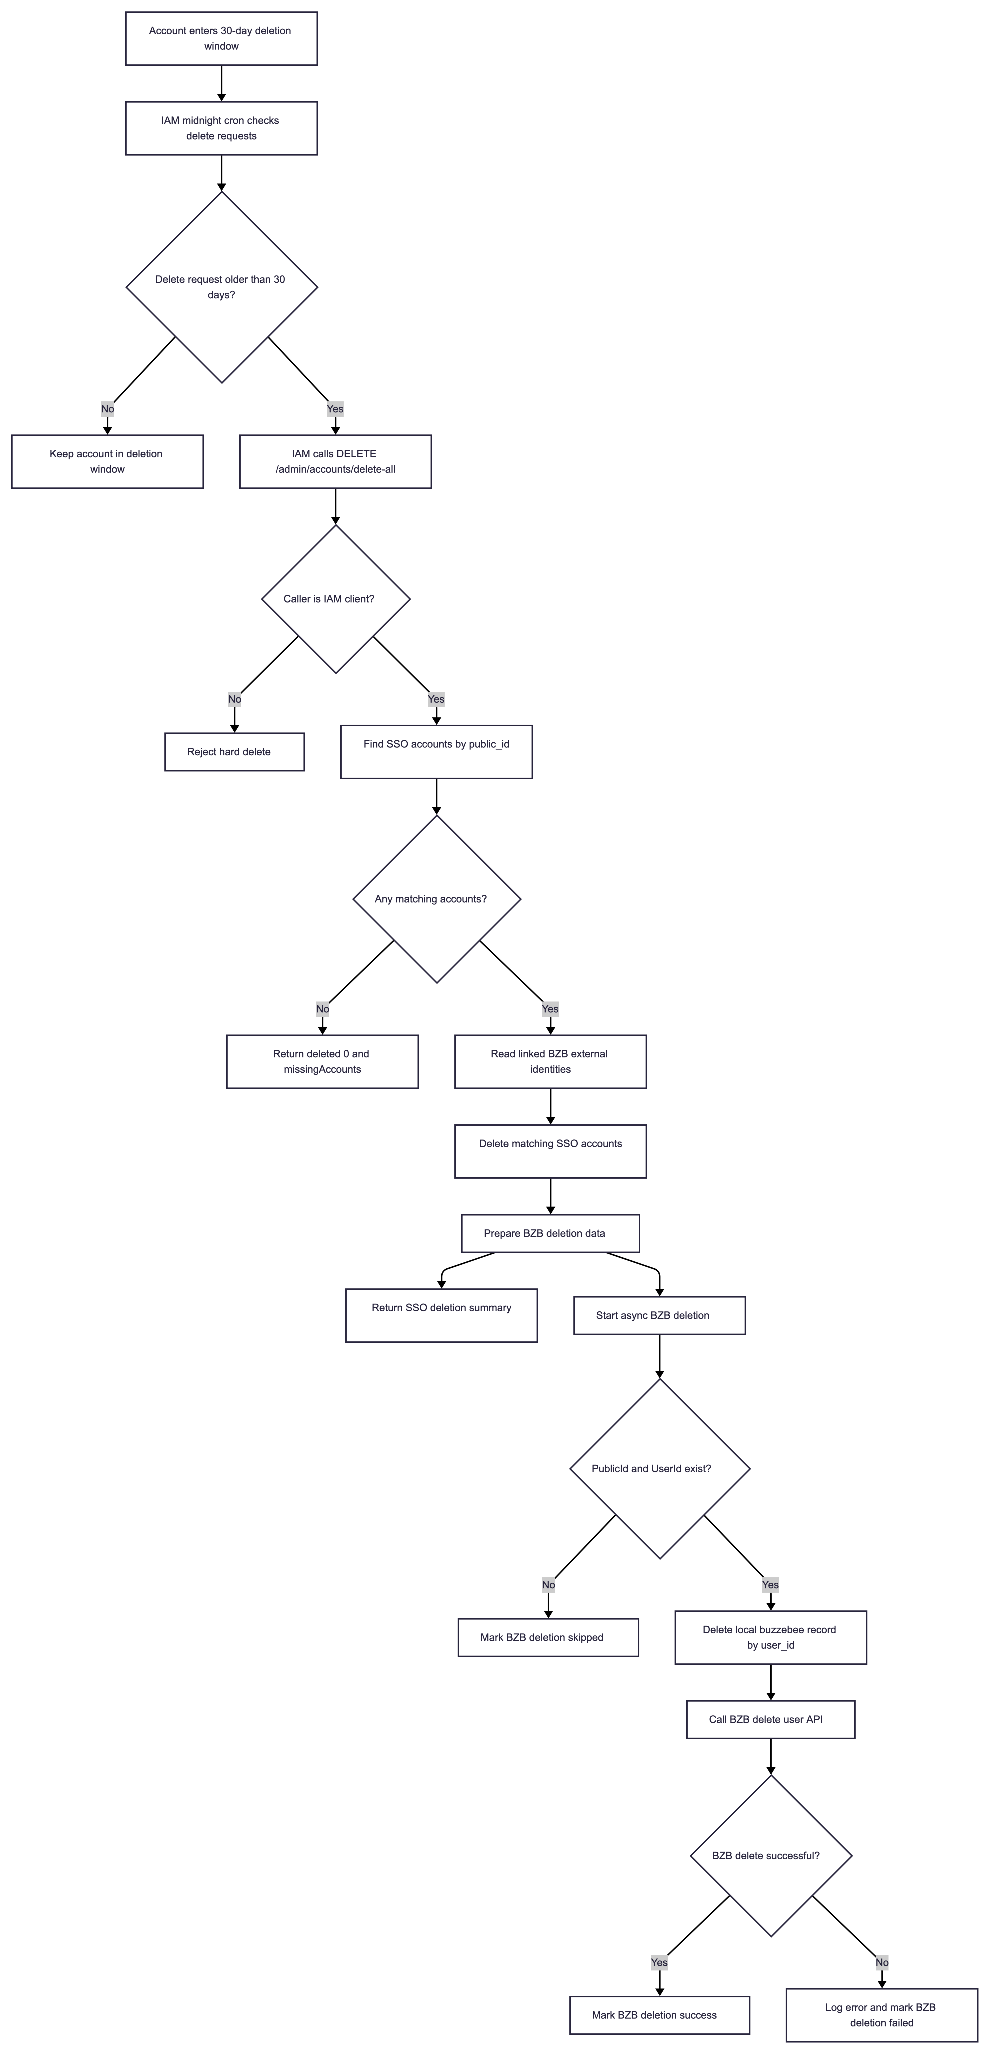 Account enters 30-day deletion
window
IAM midnight cron checks
delete requests
Delete request older than 30
days?
No
Yes
Keep account in deletion
window
IAM calls DELETE
/admin/accounts/delete-all
Caller is IAM client?
No
Yes
Reject hard delete
Find SSO accounts by public_id
Any matching accounts?
No
Yes
Return deleted 0 and
missingAccounts
Read linked BZB external
identities
Delete matching SSO accounts
Prepare BZB deletion data
Return SSO deletion summary
Start async BZB deletion
PublicId and UserId exist?
No
Yes
Mark BZB deletion skipped
Delete local buzzebee record
by user_id
Call BZB delete user API
BZB delete successful?
Yes
No
Mark BZB deletion success
Log error and mark BZB
deletion failed